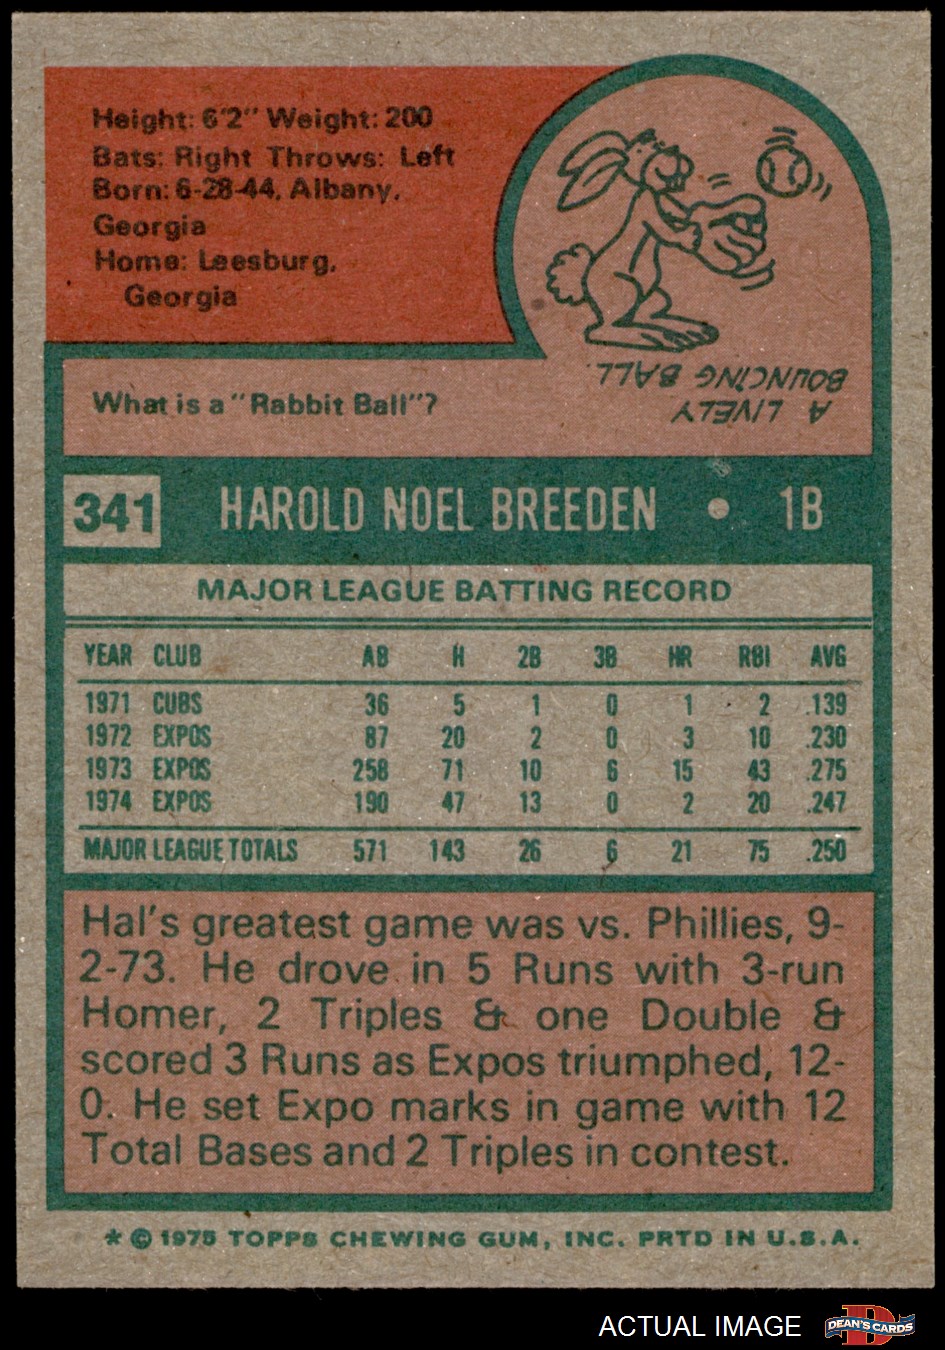 Height: 6'2" Weight: 200
Bats: Right Throws: Left
Born: 6-28-44, Albany,
Georgia
Home: Leesburg,
Georgia
What is a "Rabbit Ball"?
A LIVELY
BOUNCING BALL.
341 HAROLD NOEL BREEDEN • 1B
MAJOR LEAGUE BATTING RECORD
YEAR CLUB AB H 2B 3B HR RBI AVG
1971 CUBS 36 5 1 0 1 2 .139
1972 EXPOS 87 20 2 0 3 10 .230
1973 EXPOS 258 71 10 6 15 43 .275
1974 EXPOS 190 47 13 0 2 20 .247
MAJOR LEAGUE TOTALS 571 143 26 6 21 75 .250
Hal's greatest game was vs. Phillies, 9-
2-73. He drove in 5 Runs with 3-run
Homer, 2 Triples & one Double &
scored 3 Runs as Expos triumphed, 12-
0. He set Expo marks in game with 12
Total Bases and 2 Triples in contest.
* © 1975 TOPPS CHEWING GUM, INC. PRTD IN U.S.A.
ACTUAL IMAGE DEAN'S CARDS